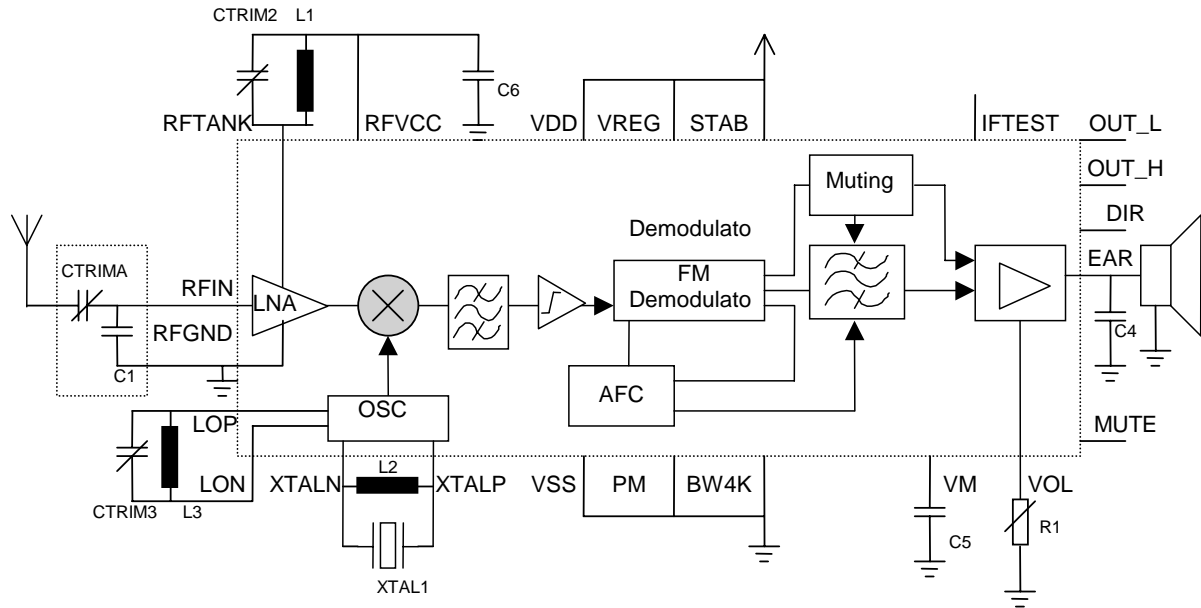 CTRIM2 L1
C6
RFTANK RFVCC VDD VREG STAB IFTEST OUT_L
OUT_H
Muting
DIR
Demodulato
CTRIMA
EAR
RFIN LNA FM
Demodulato
RFGND
C4
C1
AFC
OSC
LOP
MUTE
L2
LON XTALN XTALP VSS PM BW4K VM VOL
CTRIM3 L3
C5 R1
XTAL1